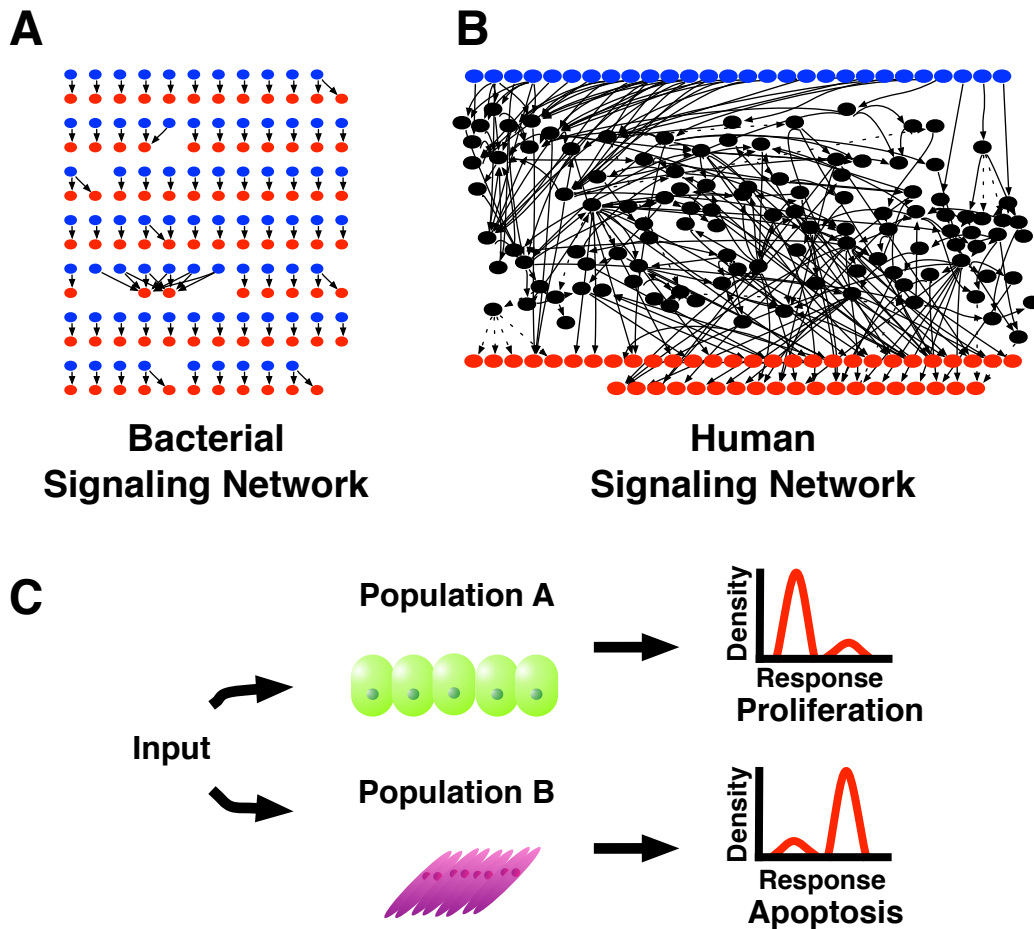 A
B
Bacterial
Signaling Network
Human
Signaling Network
C
Input
Population A
Density
Response
Proliferation
Population B
Density
Response
Apoptosis